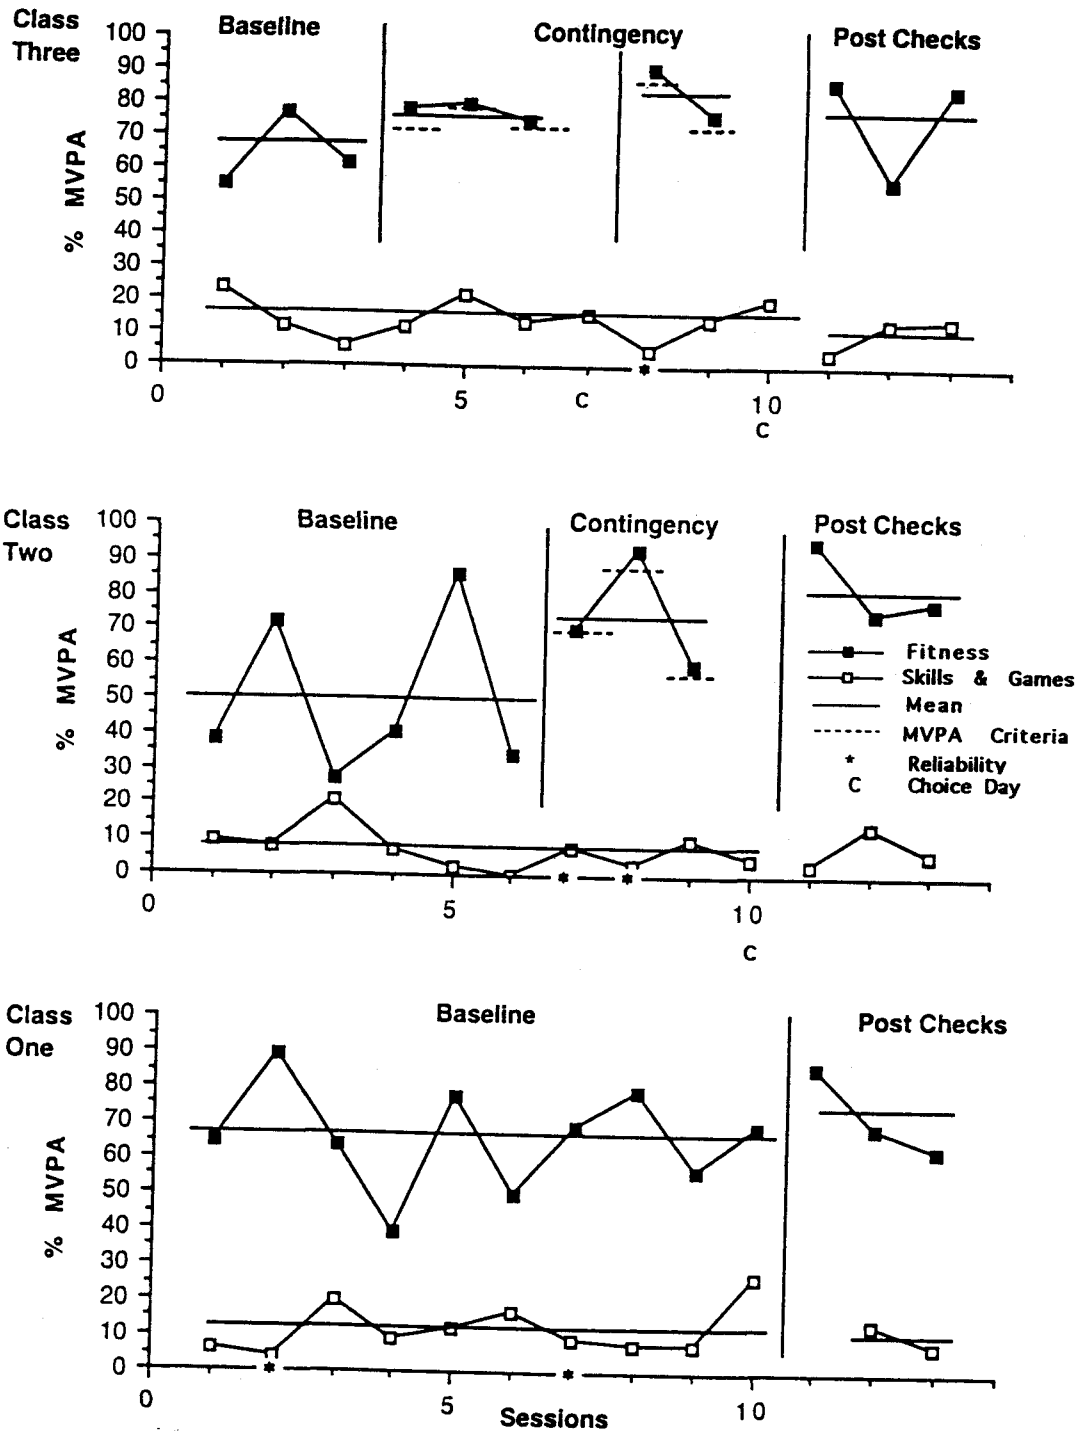 Class Three
Baseline
Contingency
Post Checks
% MVPA
100
90
80
70
60
50
40
30
20
10
0
0
5
C
10
C
*
Class Two
Baseline
Contingency
Post Checks
% MVPA
100
90
80
70
60
50
40
30
20
10
0
Fitness
Skills & Games
Mean
MVPA Criteria
* Reliability
C Choice Day
* *
0
5
10
C
Class One
Baseline
Post Checks
% MVPA
100
90
80
70
60
50
40
30
20
10
0
* *
0
5
10
Sessions